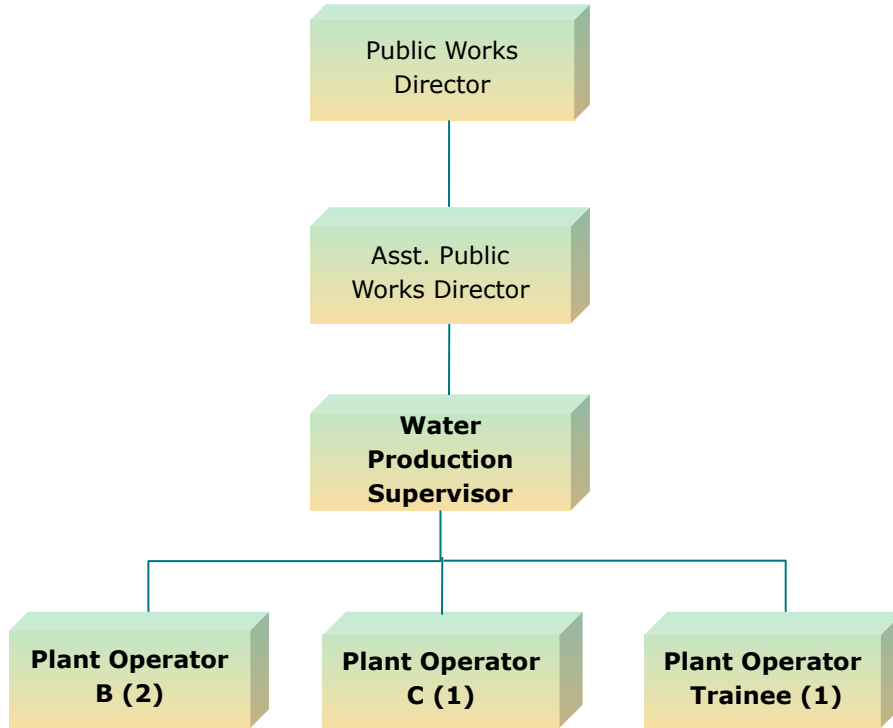 Public Works
Director
Asst. Public
Works Director
Water
Production
Supervisor
Plant Operator
B (2)
Plant Operator
C (1)
Plant Operator
Trainee (1)